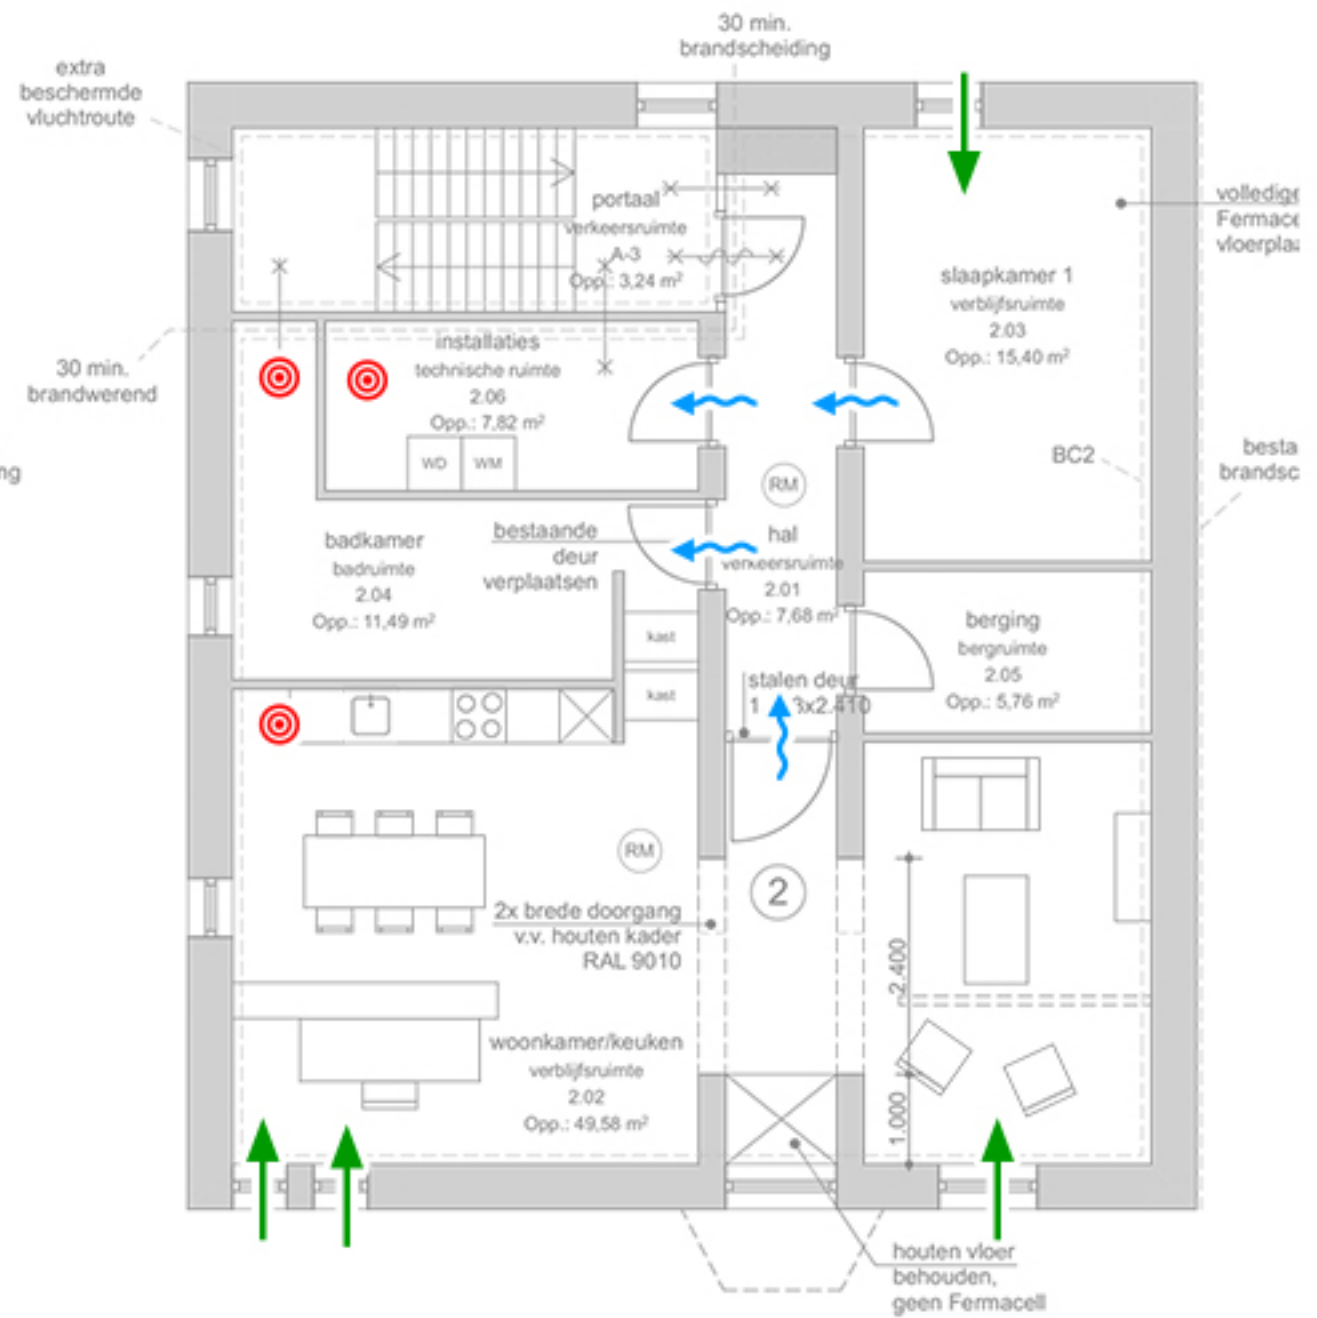 30 min.
brandscheiding
extra
beschermde
vluchtroute
portaal
verkeersruimte
A-3
Opp.: 3,24 m²
volledige
Fermace
vloerplaa
slaapkamer 1
verblijfsruimte
2.03
Opp.: 15,40 m²
30 min.
brandwerend
installaties
technische ruimte
2.06
Opp.: 7,82 m²
WD
WM
BC2
besta
brandsc
ng
RM
badkamer
badruimte
2.04
Opp.: 11,49 m²
bestaande
deur
verplaatsen
hal
verkeersruimte
2.01
Opp.: 7,68 m²
kast
kast
berging
bergruimte
2.05
Opp.: 5,76 m²
stalen deur
3x2.410
RM
2
2x brede doorgang
v.v. houten kader
RAL 9010
2.400
1.000
woonkamer/keuken
verblijfsruimte
2.02
Opp.: 49,58 m²
houten vloer
behouden,
geen Fermacell